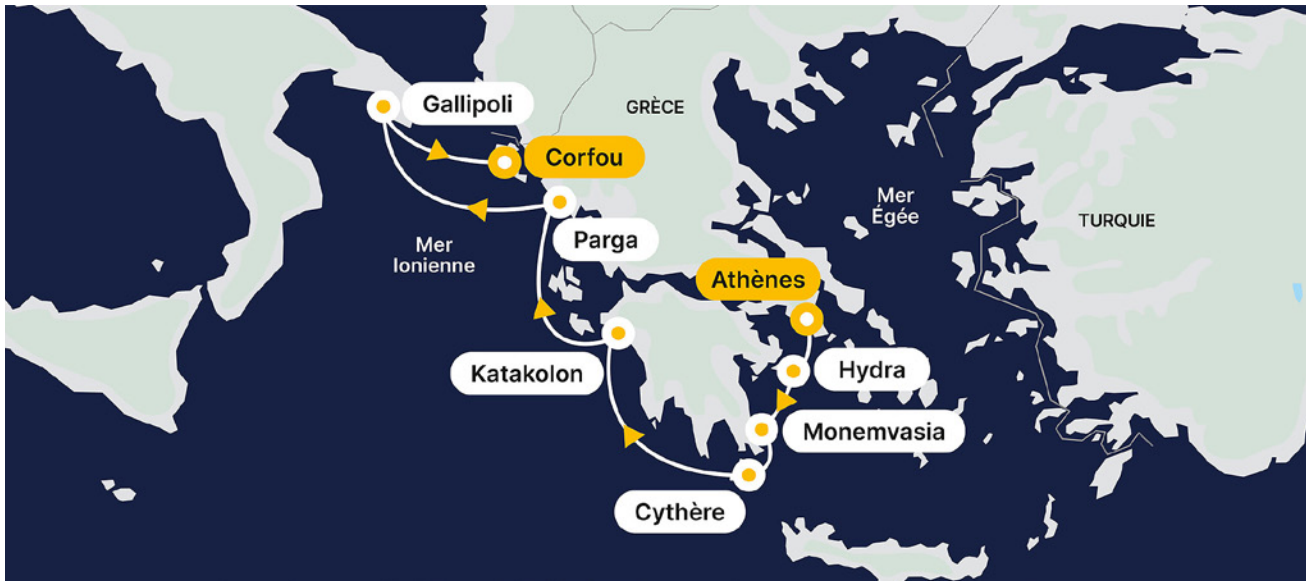 Gallipoli
GRÈCE
Corfou
Mer
Égée
TURQUIE
Parga
Mer
Ionienne
Athènes
Katakolon
Hydra
Monemvasia
Cythère